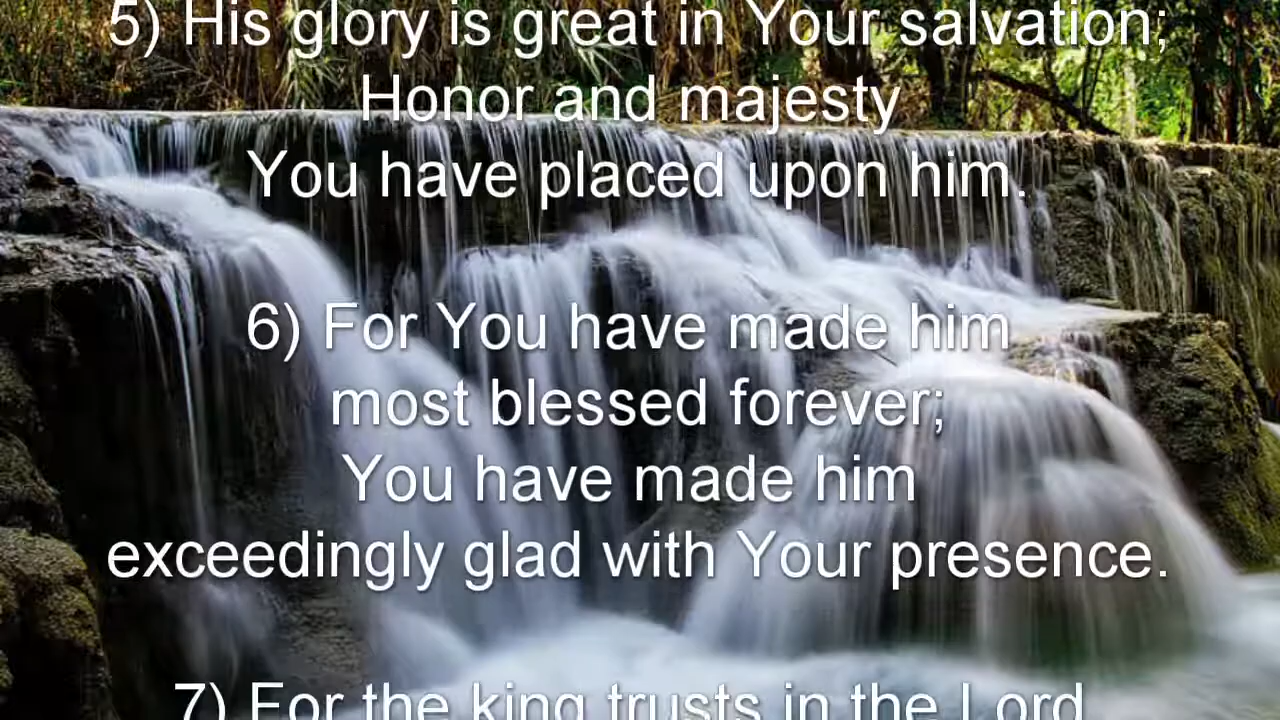 5) His glory is great in Your salvation;
Honor and majesty
You have placed upon him.
6) For You have made him
most blessed forever;
You have made him
exceedingly glad with Your presence.
7) For the king trusts in the Lord